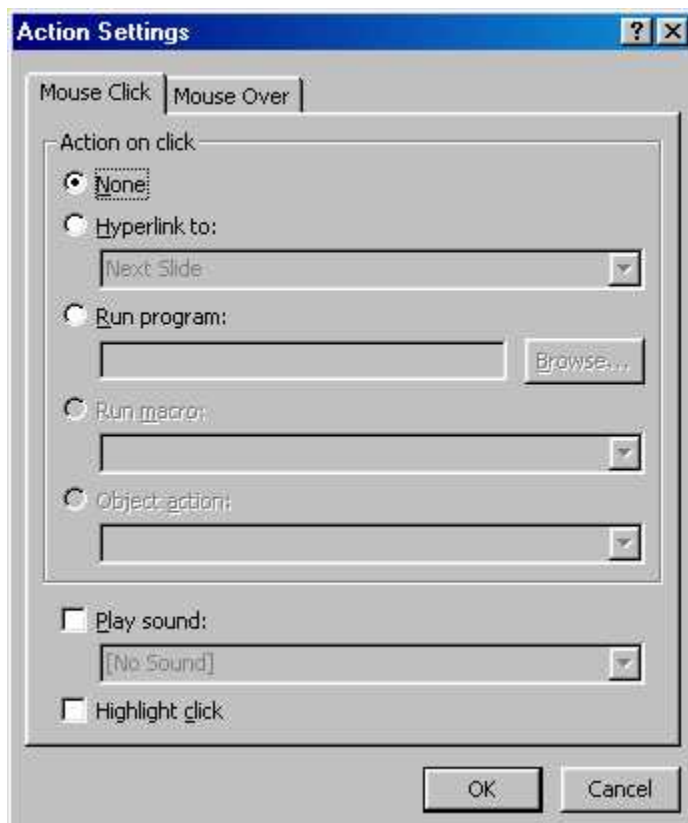 Action Settings
Mouse Click Mouse Over
Action on click
None
Hyperlink to:
Next Slide
Run program:
Browse...
Run macro:
Object action:
Play sound:
[No Sound]
Highlight click
OK Cancel